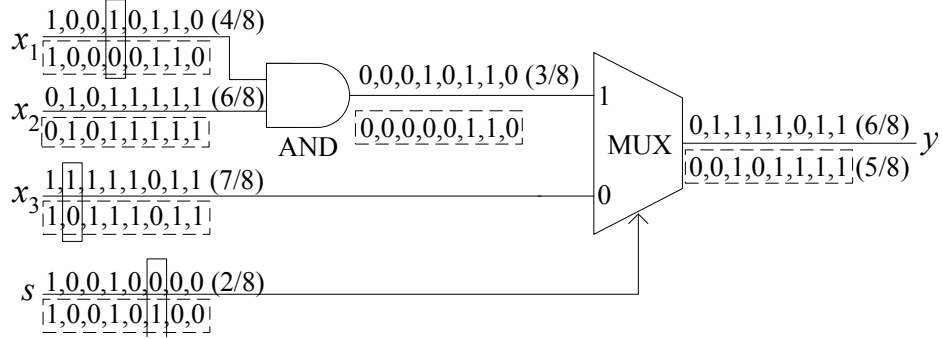 x1 1,0,0,1,0,1,1,0 (4/8)
1,0,0,0,0,1,1,0
x2 0,1,0,1,1,1,1,1 (6/8)
0,1,0,1,1,1,1,1
AND
0,0,0,1,0,1,1,0 (3/8)
0,0,0,0,0,1,1,0
x3 1,1,1,1,1,0,1,1 (7/8)
1,0,1,1,1,0,1,1
s 1,0,0,1,0,0,0,0 (2/8)
1,0,0,1,0,1,0,0
1
MUX
0
0,1,1,1,1,0,1,1 (6/8)
y
0,0,1,0,1,1,1,1 (5/8)